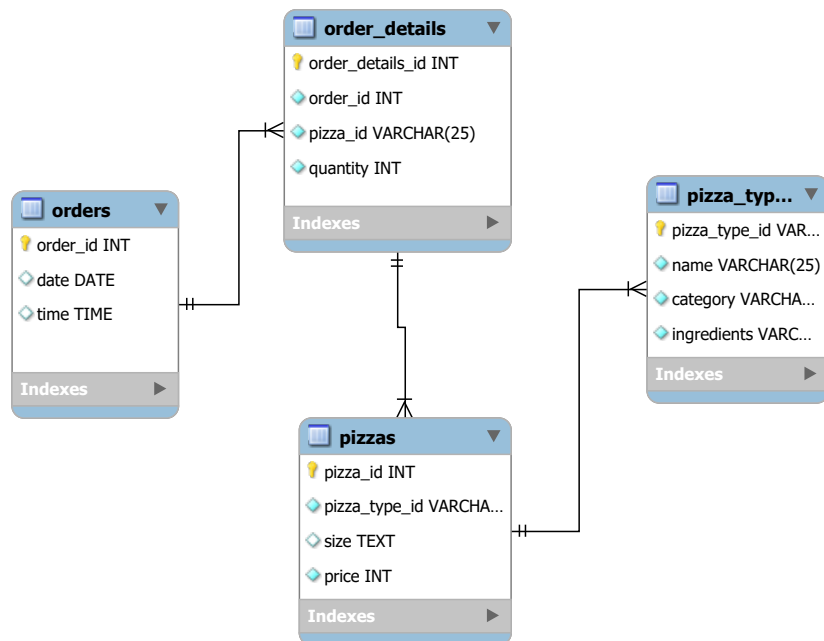 order_details
order_details_id INT
order_id INT
pizza_id VARCHAR(25)
quantity INT
Indexes
orders
order_id INT
date DATE
time TIME
Indexes
pizza_typ...
pizza_type_id VAR...
name VARCHAR(25)
category VARCHA...
ingredients VARC...
Indexes
pizzas
pizza_id INT
pizza_type_id VARCHA...
size TEXT
price INT
Indexes